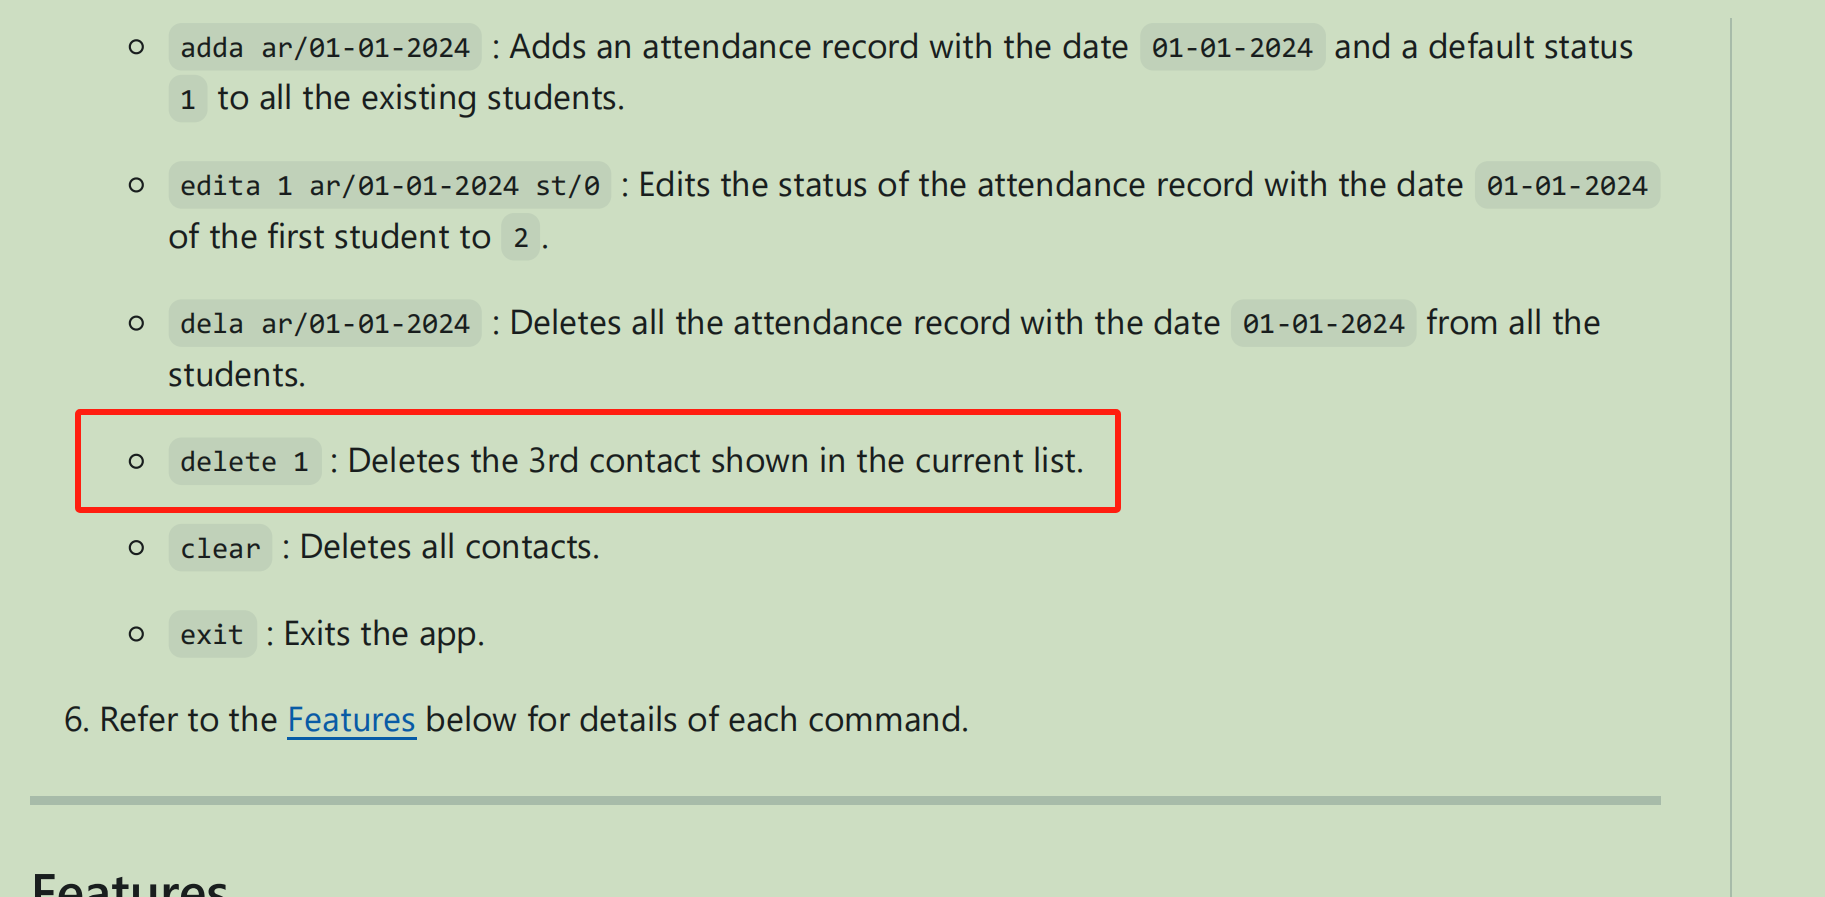 adda ar/01-01-2024 : Adds an attendance record with the date 01-01-2024 and a default status
1 to all the existing students.
edita 1 ar/01-01-2024 st/0 : Edits the status of the attendance record with the date 01-01-2024
of the first student to 2 .
dela ar/01-01-2024 : Deletes all the attendance record with the date 01-01-2024 from all the
students.
delete 1 : Deletes the 3rd contact shown in the current list.
clear : Deletes all contacts.
exit : Exits the app.
6. Refer to the Features below for details of each command.
Features